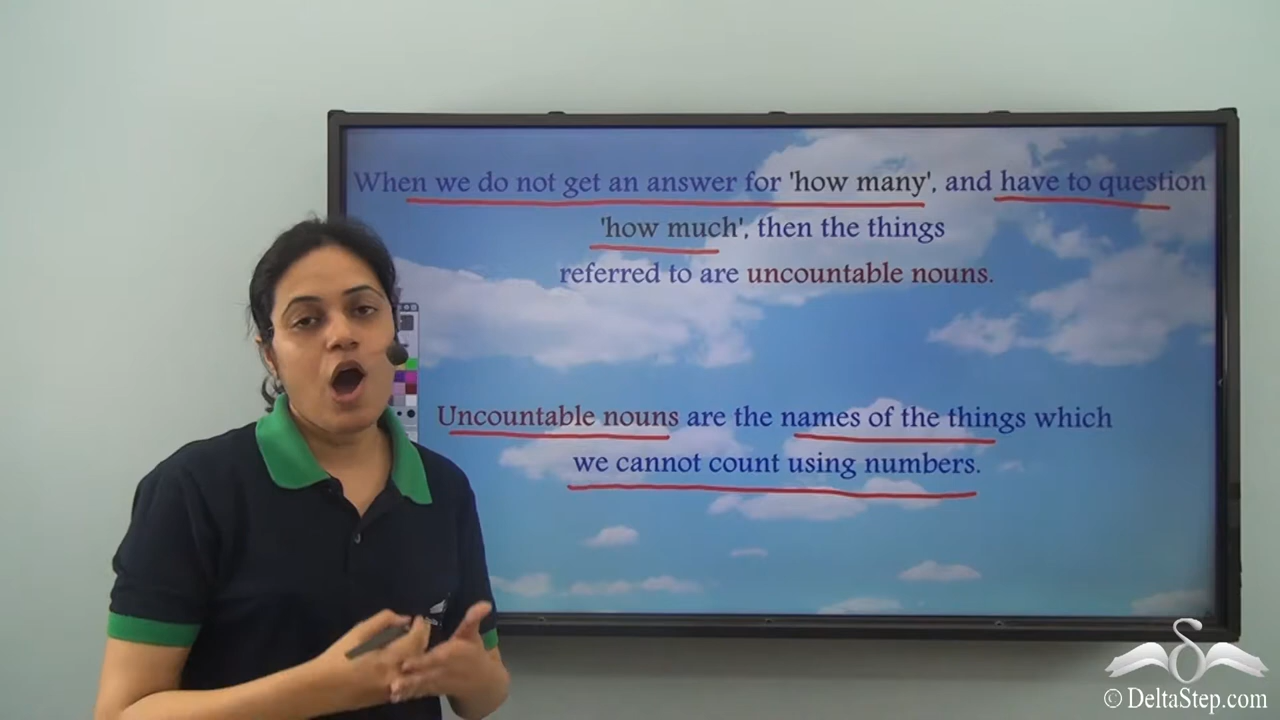 When we do not get an answer for 'how many', and have to question
'how much', then the things
referred to are uncountable nouns.
Uncountable nouns are the names of the things which
we cannot count using numbers.
© DeltaStep.com